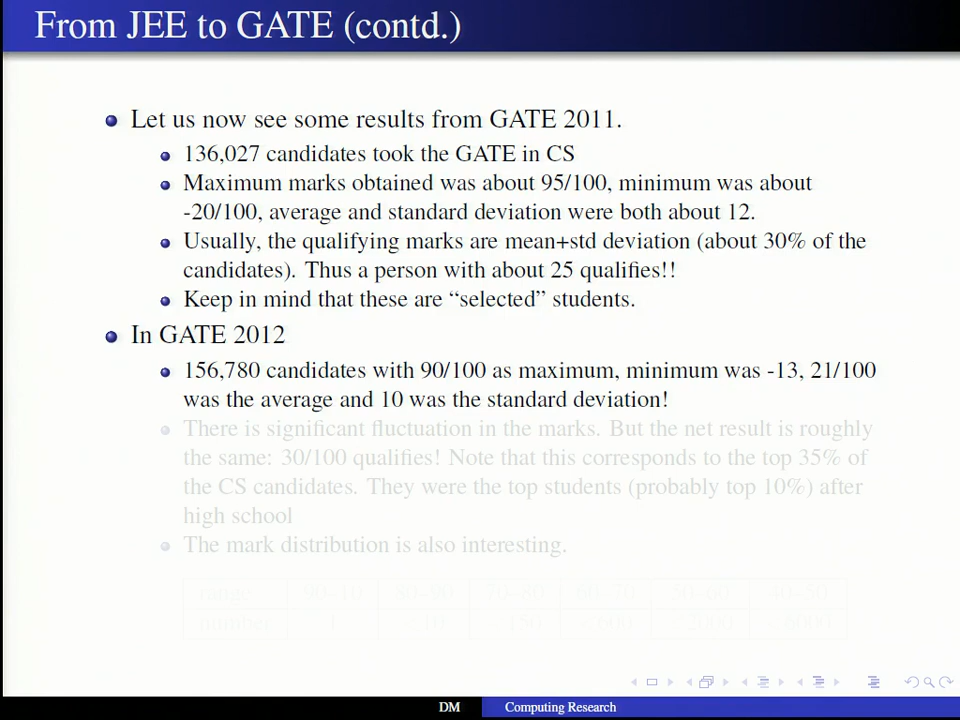 From JEE to GATE (contd.)
Let us now see some results from GATE 2011.
136,027 candidates took the GATE in CS
Maximum marks obtained was about 95/100, minimum was about
-20/100, average and standard deviation were both about 12.
Usually, the qualifying marks are mean+std deviation (about 30% of the
candidates). Thus a person with about 25 qualifies!!
Keep in mind that these are “selected” students.
In GATE 2012
156,780 candidates with 90/100 as maximum, minimum was -13, 21/100
was the average and 10 was the standard deviation!
There is significant fluctuation in the marks. But the net result is roughly
the same: 30/100 qualifies! Note that this corresponds to the top 35% of
the CS candidates. They were the top students (probably top 10%) after
high school
The mark distribution is also interesting.
range
number
DM Computing Research